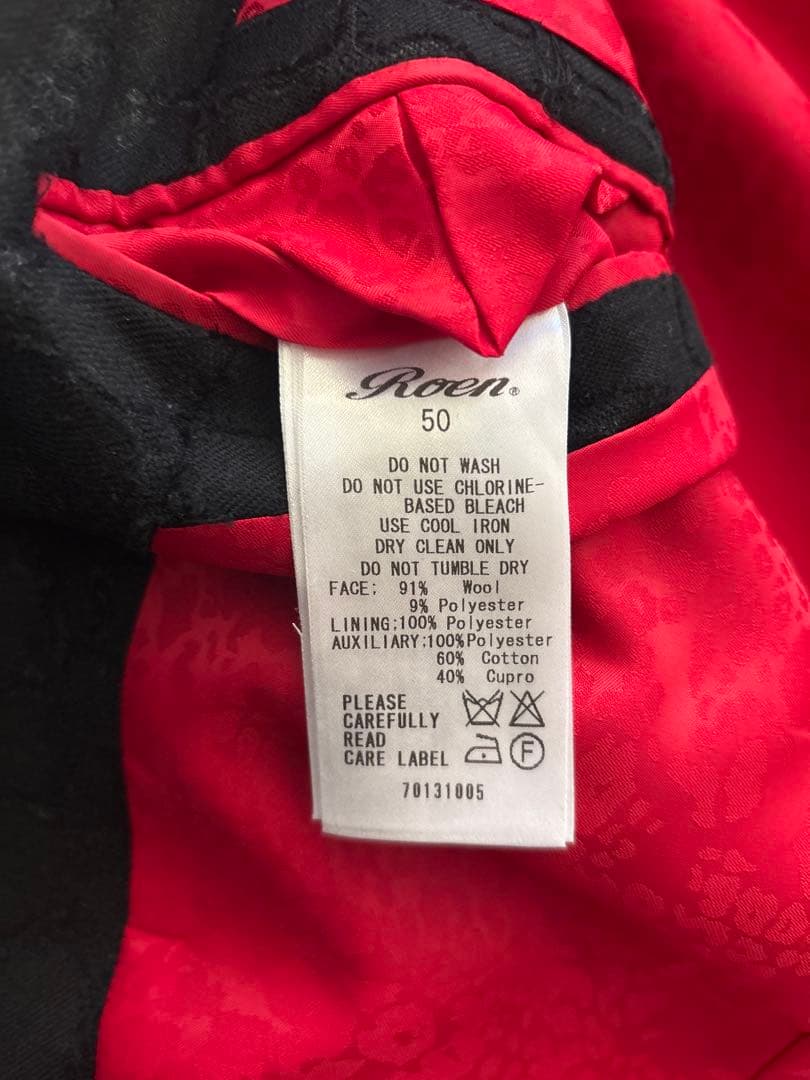 Roen®
50
DO NOT WASH
DO NOT USE CHLORINE-
BASED BLEACH
USE COOL IRON
DRY CLEAN ONLY
DO NOT TUMBLE DRY
FACE; 91% Wool
9% Polyester
LINING;100% Polyester
AUXILIARY;100%Polyester
60% Cotton
40% Cupro
PLEASE
CAREFULLY
READ
CARE LABEL F
70131005